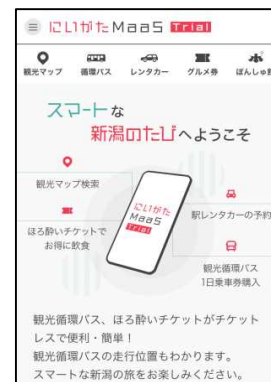 にいがたMaaS Trial
観光マップ
循環バス
レンタカー
グルメ券
ぽんしゅ館
スマートな
新潟のたびへようこそ
観光マップ検索
にいがた
MaaS
Trial
駅レンタカーの予約
ほろ酔いチケットで
お得に飲食
観光循環バス
1日乗車券購入
観光循環バス、ほろ酔いチケットがチケット
レスで便利・簡単！
観光循環バスの走行位置もわかります。
スマートな新潟の旅をお楽しみください。